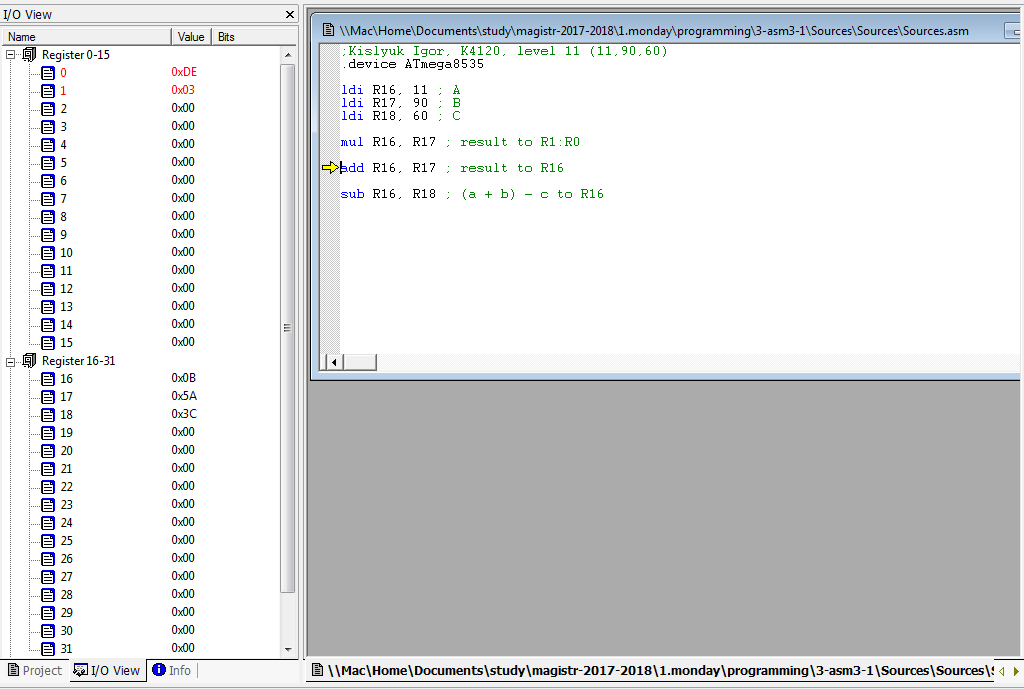 I/O View
Name Value Bits
Register 0-15
0 0xDE
1 0x03
2 0x00
3 0x00
4 0x00
5 0x00
6 0x00
7 0x00
8 0x00
9 0x00
10 0x00
11 0x00
12 0x00
13 0x00
14 0x00
15 0x00
Register 16-31
16 0x0B
17 0x5A
18 0x3C
19 0x00
20 0x00
21 0x00
22 0x00
23 0x00
24 0x00
25 0x00
26 0x00
27 0x00
28 0x00
29 0x00
30 0x00
31 0x00
Project I/O View Info
\\Mac\Home\Documents\study\magistr-2017-2018\1.monday\programming\3-asm3-1\Sources\Sources\Sources.asm
;Kislyuk Igor, K4120, level 11 (11,90,60)
.device ATmega8535
ldi R16, 11 ; A
ldi R17, 90 ; B
ldi R18, 60 ; C
mul R16, R17 ; result to R1:R0
add R16, R17 ; result to R16
sub R16, R18 ; (a + b) - c to R16
\\Mac\Home\Documents\study\magistr-2017-2018\1.monday\programming\3-asm3-1\Sources\Sources\S